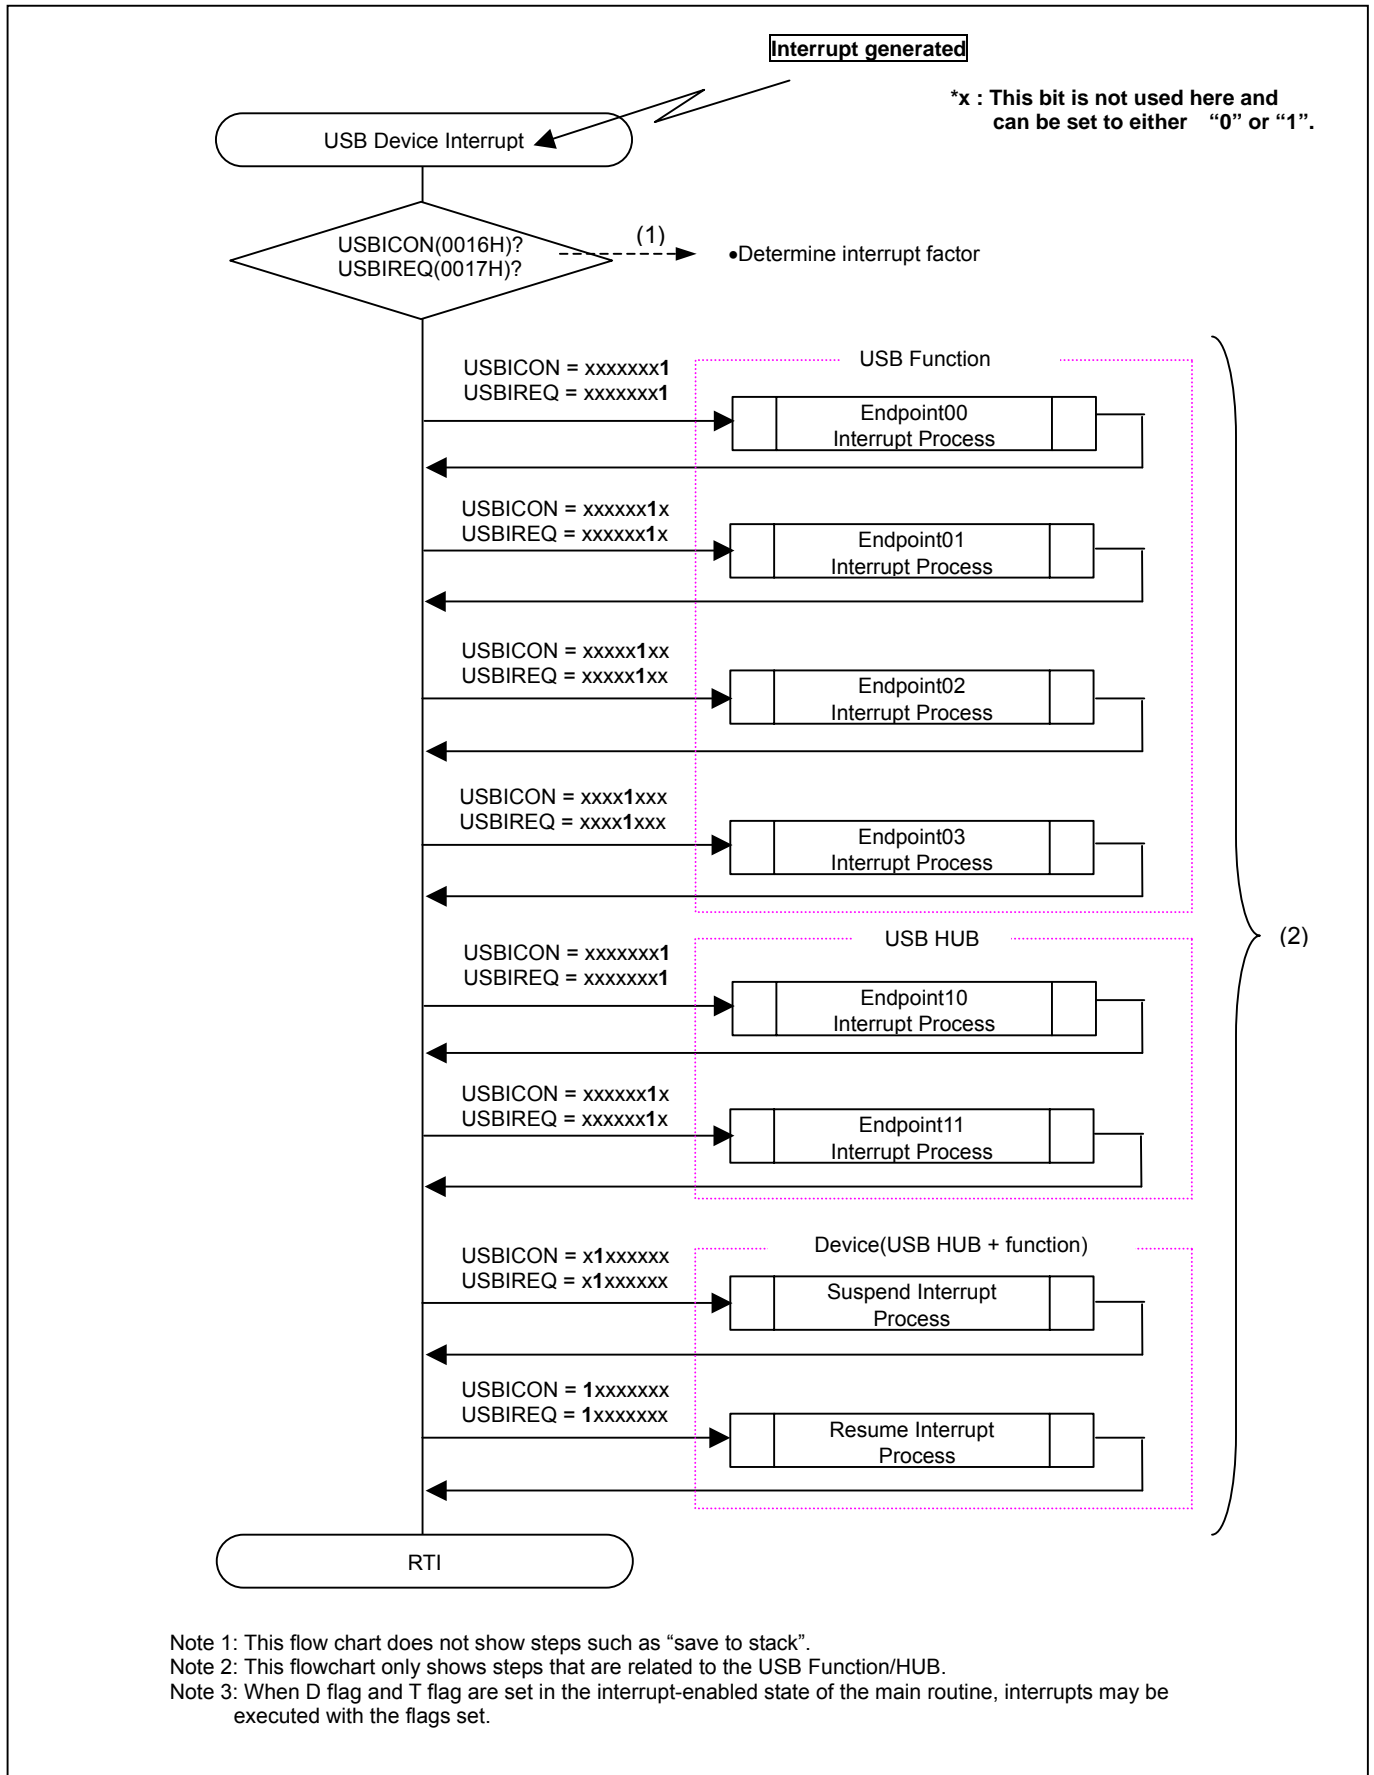 Interrupt generated
*x : This bit is not used here and
can be set to either “0” or “1”.
USB Device Interrupt
USBICON(0016H)?
USBIREQ(0017H)?
(1)
•Determine interrupt factor
USB Function
USBICON = xxxxxxx1
USBIREQ = xxxxxxx1
Endpoint00
Interrupt Process
USBICON = xxxxxx1x
USBIREQ = xxxxxx1x
Endpoint01
Interrupt Process
USBICON = xxxxx1xx
USBIREQ = xxxxx1xx
Endpoint02
Interrupt Process
USBICON = xxxx1xxx
USBIREQ = xxxx1xxx
Endpoint03
Interrupt Process
(2)
USB HUB
USBICON = xxxxxxx1
USBIREQ = xxxxxxx1
Endpoint10
Interrupt Process
USBICON = xxxxxx1x
USBIREQ = xxxxxx1x
Endpoint11
Interrupt Process
Device(USB HUB + function)
USBICON = x1xxxxxx
USBIREQ = x1xxxxxx
Suspend Interrupt
Process
USBICON = 1xxxxxxx
USBIREQ = 1xxxxxxx
Resume Interrupt
Process
RTI
Note 1: This flow chart does not show steps such as “save to stack”.
Note 2: This flowchart only shows steps that are related to the USB Function/HUB.
Note 3: When D flag and T flag are set in the interrupt-enabled state of the main routine, interrupts may be
executed with the flags set.